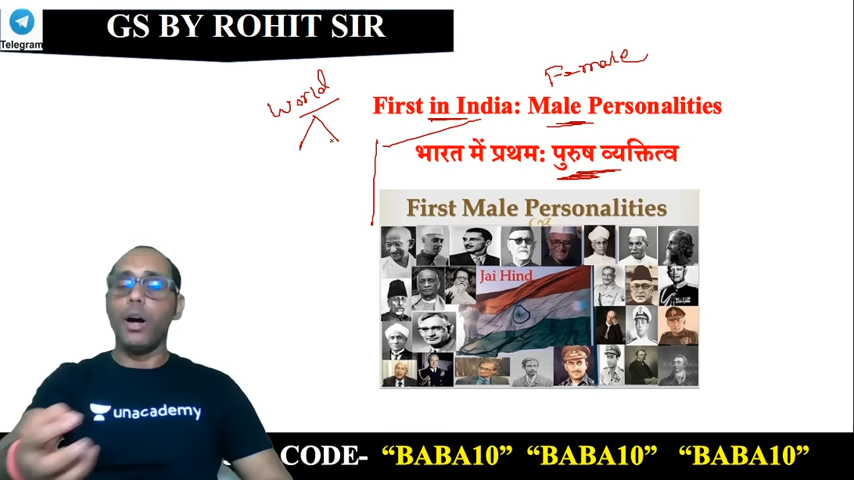 GS BY ROHIT SIR
Telegram
Female
World
First in India: Male Personalities
भारत में प्रथम: पुरुष व्यक्तित्व
First Male Personalities
Jai Hind
unacademy
CODE- “BABA10” “BABA10” “BABA10”